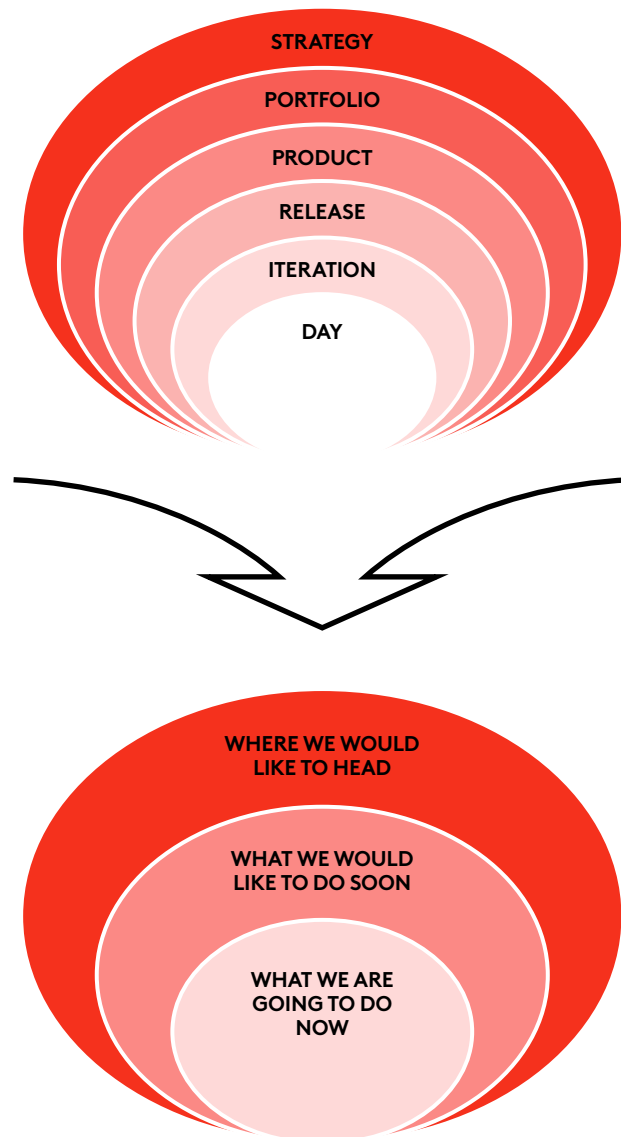 STRATEGY
PORTFOLIO
PRODUCT
RELEASE
ITERATION
DAY
WHERE WE WOULD
LIKE TO HEAD
WHAT WE WOULD
LIKE TO DO SOON
WHAT WE ARE
GOING TO DO
NOW